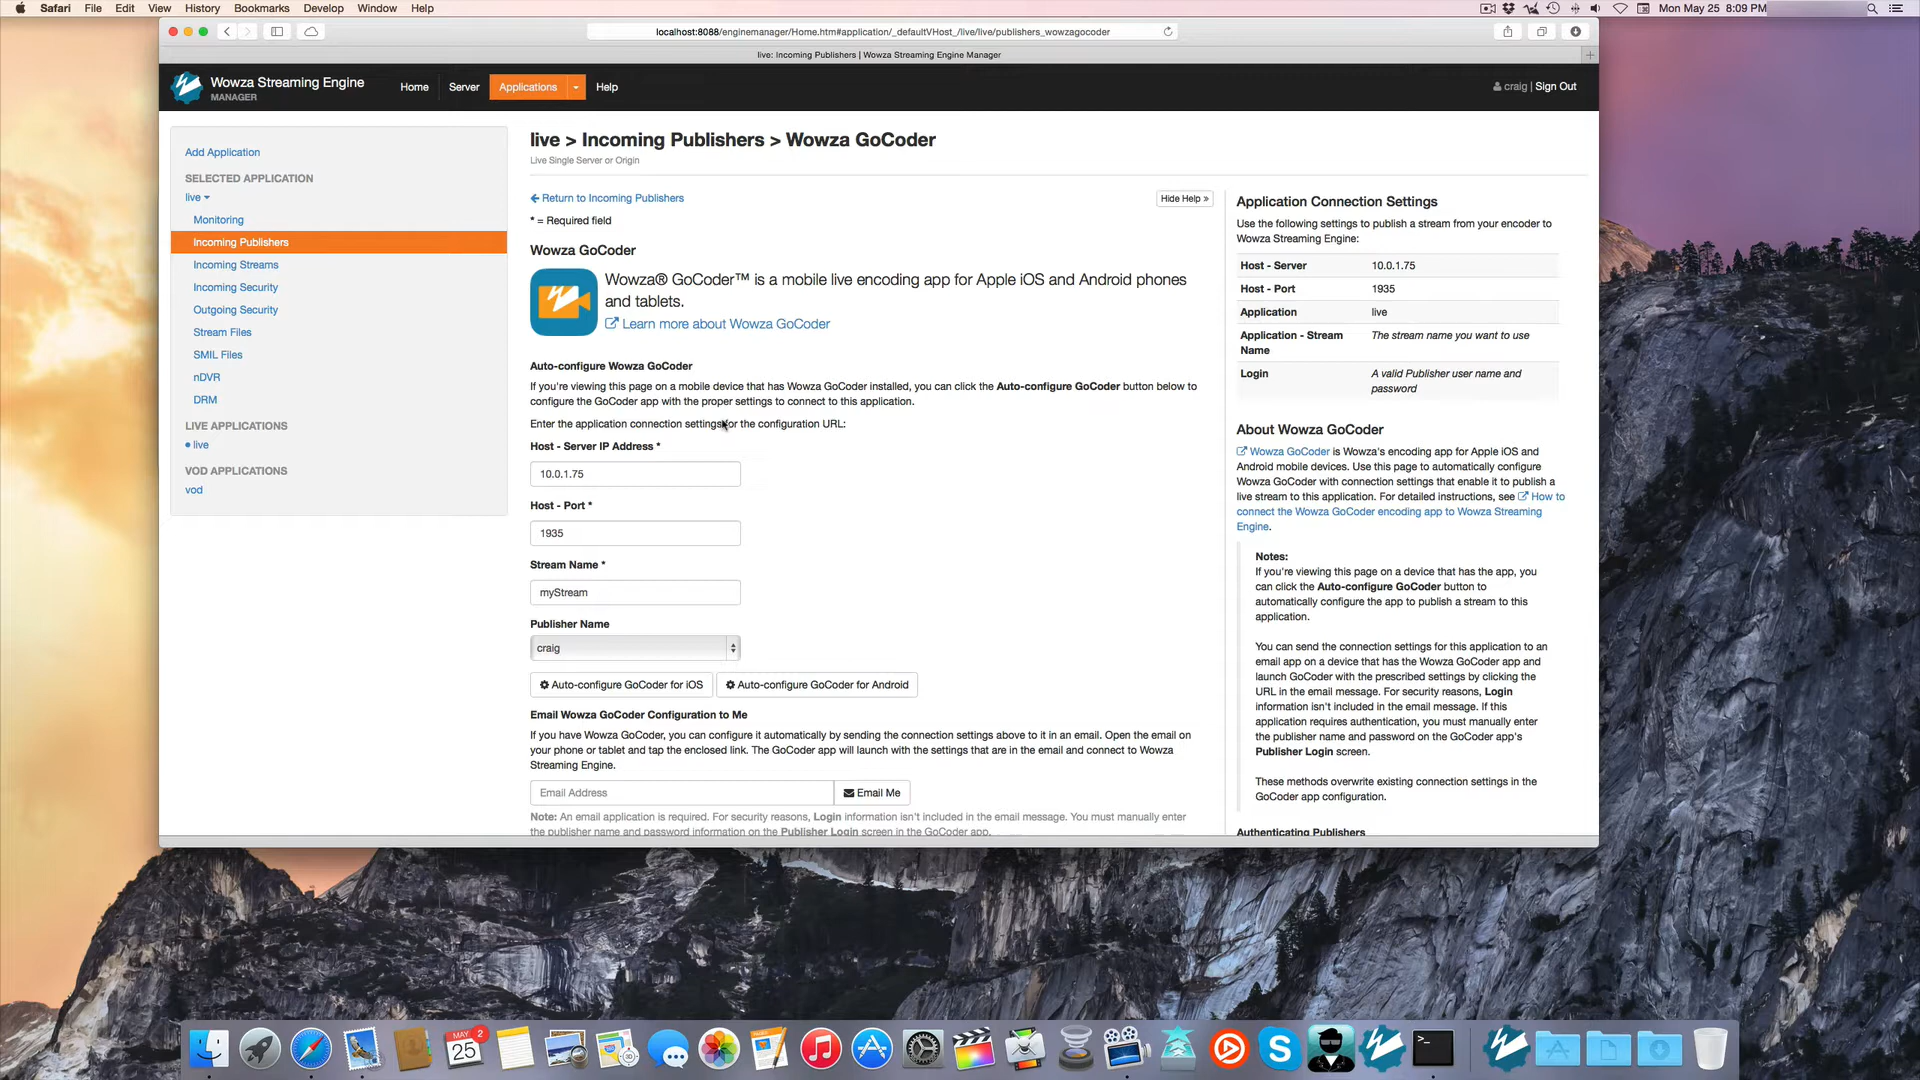 Safari File Edit View History Bookmarks Develop Window Help
Mon May 25 8:09 PM
localhost:8088/enginemanager/Home.htm#application/_defaultVHost_/live/live/publishers_wowzagocoder
live: Incoming Publishers | Wowza Streaming Engine Manager
Wowza Streaming Engine
MANAGER
Home Server Applications Help
craig | Sign Out
Add Application
SELECTED APPLICATION
live
Monitoring
Incoming Publishers
Incoming Streams
Incoming Security
Outgoing Security
Stream Files
SMIL Files
nDVR
DRM
LIVE APPLICATIONS
live
VOD APPLICATIONS
vod
live > Incoming Publishers > Wowza GoCoder
Live Single Server or Origin
Return to Incoming Publishers
Hide Help »
* = Required field
Wowza GoCoder
Wowza® GoCoder™ is a mobile live encoding app for Apple iOS and Android phones
and tablets.
Learn more about Wowza GoCoder
Auto-configure Wowza GoCoder
If you're viewing this page on a mobile device that has Wowza GoCoder installed, you can click the Auto-configure GoCoder button below to
configure the GoCoder app with the proper settings to connect to this application.
Enter the application connection settings for the configuration URL:
Host - Server IP Address *
10.0.1.75
Host - Port *
1935
Stream Name *
myStream
Publisher Name
craig
Auto-configure GoCoder for iOS
Auto-configure GoCoder for Android
Email Wowza GoCoder Configuration to Me
If you have Wowza GoCoder, you can configure it automatically by sending the connection settings above to it in an email. Open the email on
your phone or tablet and tap the enclosed link. The GoCoder app will launch with the settings that are in the email and connect to Wowza
Streaming Engine.
Email Address
Email Me
Note: An email application is required. For security reasons, Login information isn't included in the email message. You must manually enter
the publisher name and password information on the Publisher Login screen in the GoCoder app.
Application Connection Settings
Use the following settings to publish a stream from your encoder to
Wowza Streaming Engine:
Host - Server 10.0.1.75
Host - Port 1935
Application live
Application - Stream The stream name you want to use
Name
Login A valid Publisher user name and
password
About Wowza GoCoder
Wowza GoCoder is Wowza's encoding app for Apple iOS and
Android mobile devices. Use this page to automatically configure
Wowza GoCoder with connection settings that enable it to publish a
live stream to this application. For detailed instructions, see How to
connect the Wowza GoCoder encoding app to Wowza Streaming
Engine.
Notes:
If you're viewing this page on a device that has the app, you
can click the Auto-configure GoCoder button to
automatically configure the app to publish a stream to this
application.
You can send the connection settings for this application to an
email app on a device that has the Wowza GoCoder app and
launch GoCoder with the prescribed settings by clicking the
URL in the email message. For security reasons, Login
information isn't included in the email message. If this
application requires authentication, you must manually enter
the publisher name and password on the GoCoder app's
Publisher Login screen.
These methods overwrite existing connection settings in the
GoCoder app configuration.
Authenticating Publishers
MAY
25
2